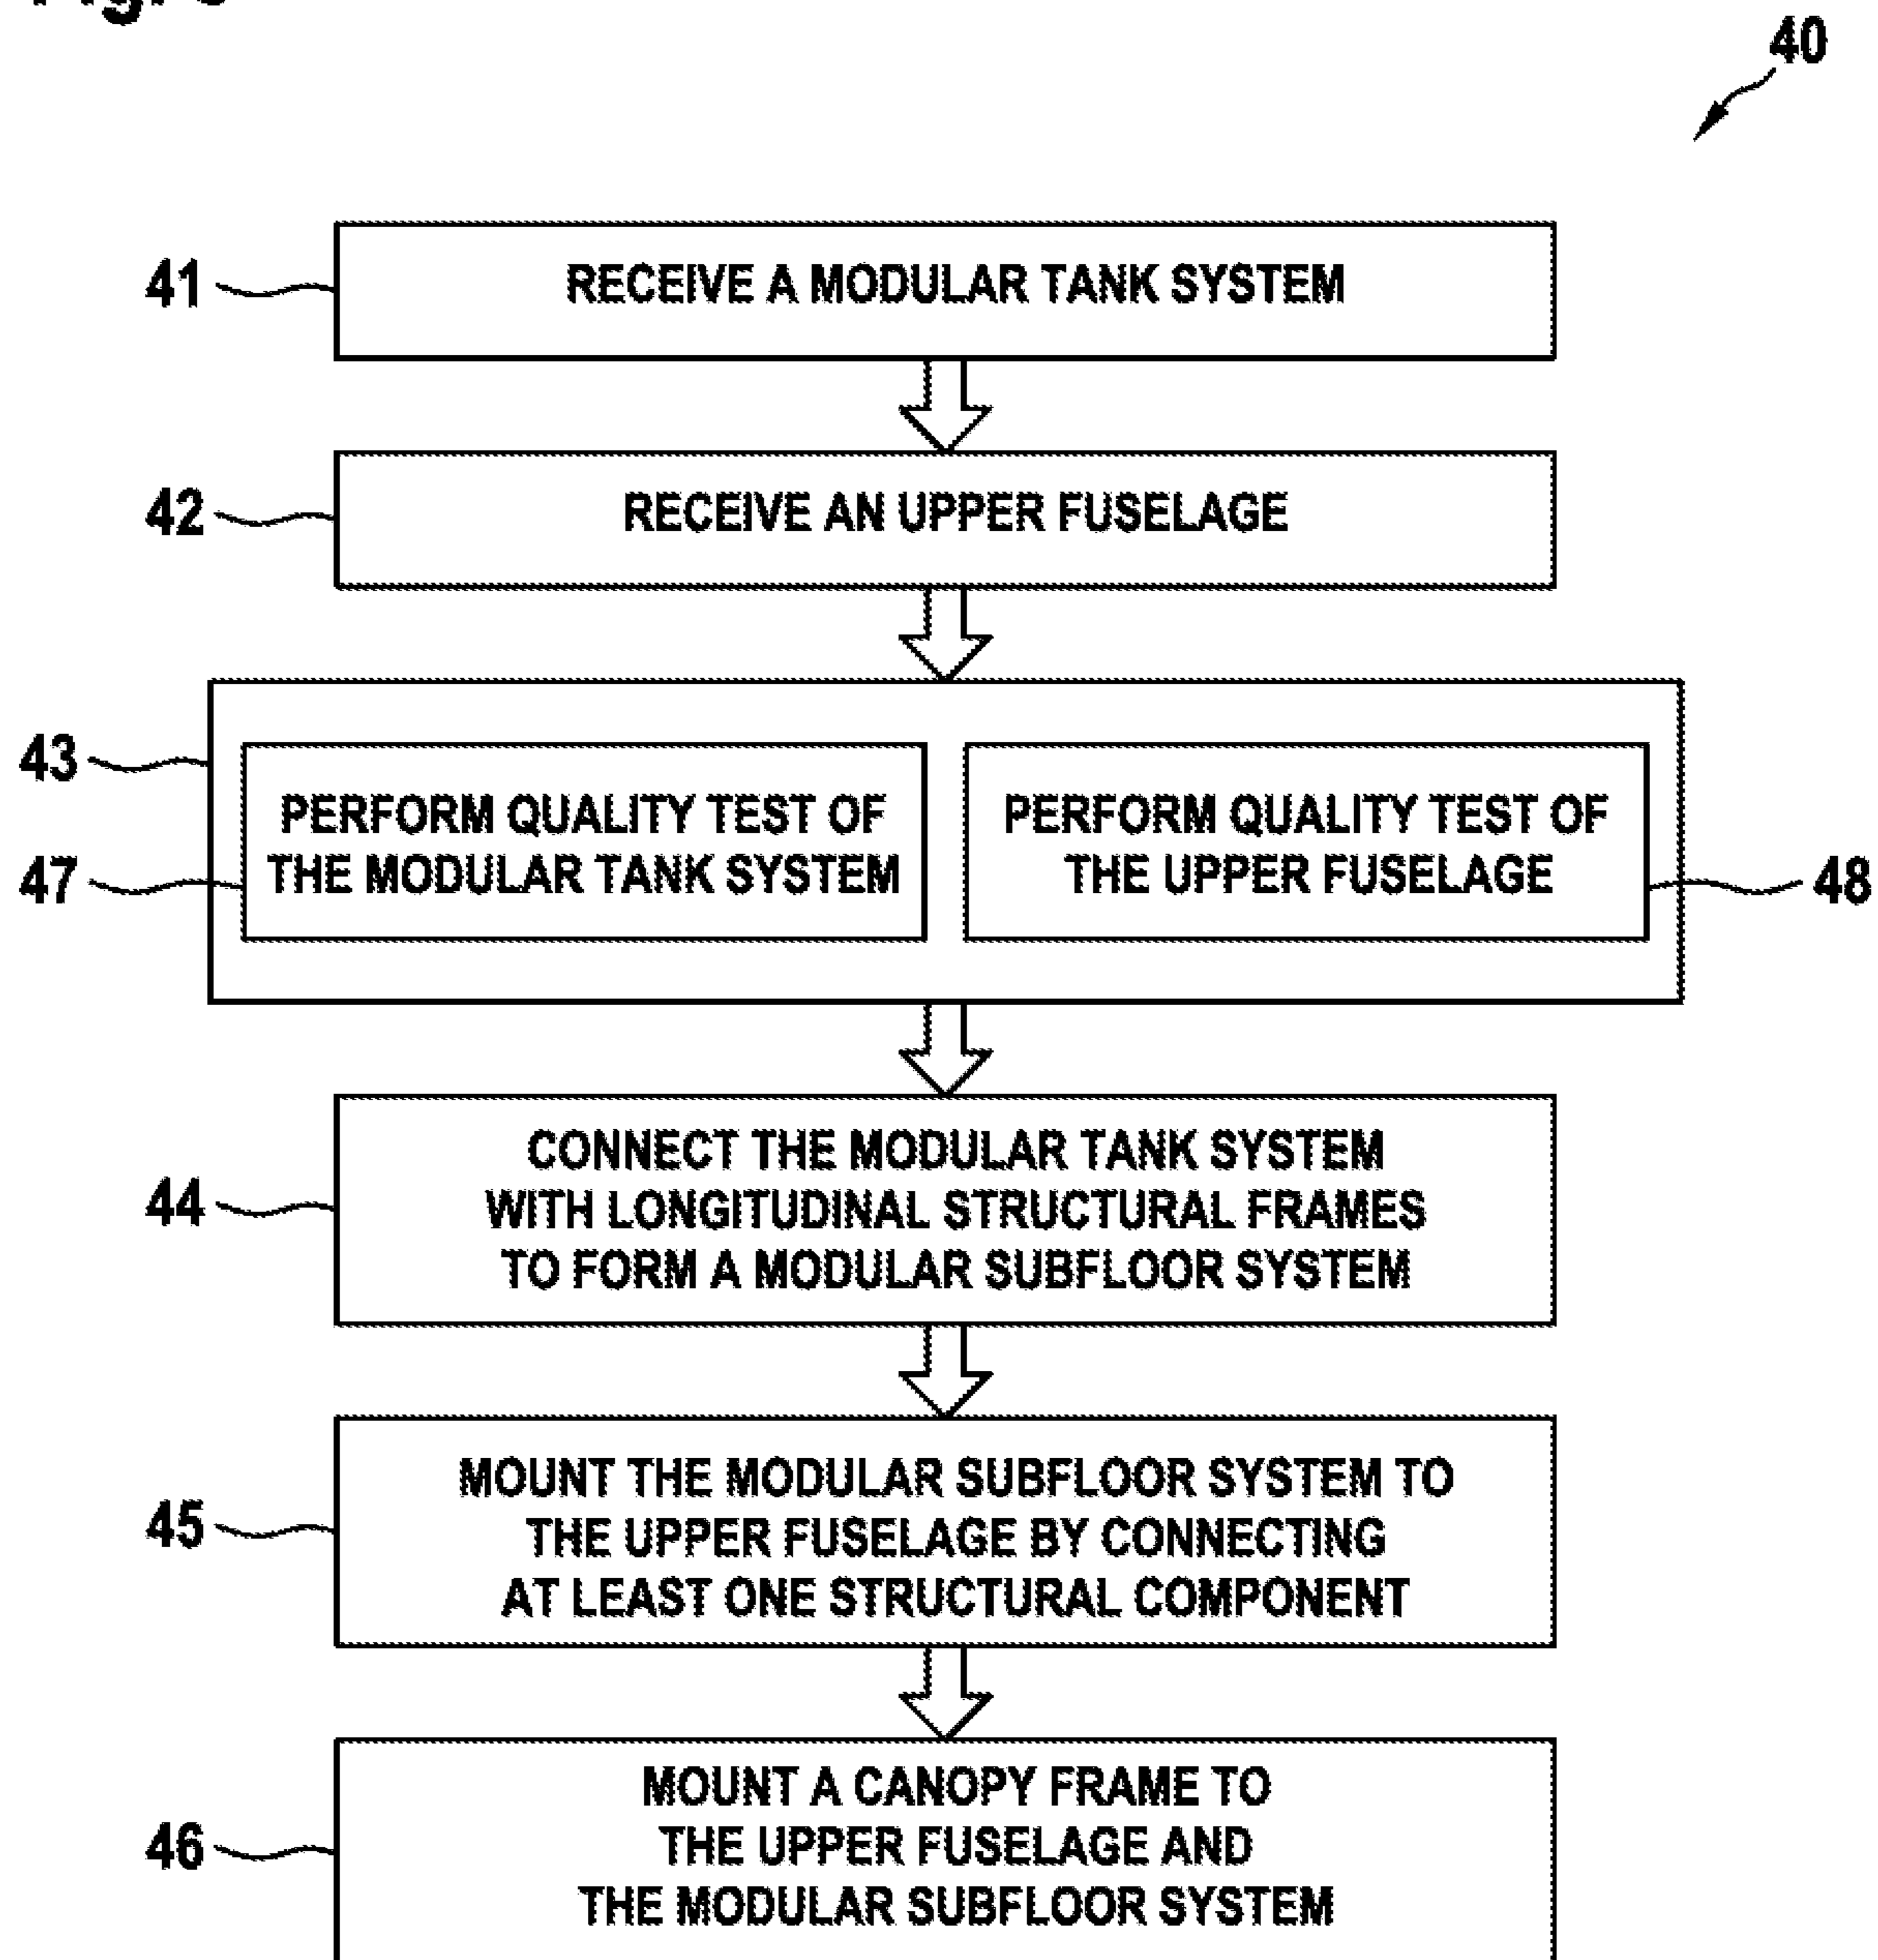 40
41
RECEIVE A MODULAR TANK SYSTEM
42
RECEIVE AN UPPER FUSELAGE
43
PERFORM QUALITY TEST OF
THE MODULAR TANK SYSTEM
47
PERFORM QUALITY TEST OF
THE UPPER FUSELAGE
48
44
CONNECT THE MODULAR TANK SYSTEM
WITH LONGITUDINAL STRUCTURAL FRAMES
TO FORM A MODULAR SUBFLOOR SYSTEM
45
MOUNT THE MODULAR SUBFLOOR SYSTEM TO
THE UPPER FUSELAGE BY CONNECTING
AT LEAST ONE STRUCTURAL COMPONENT
46
MOUNT A CANOPY FRAME TO
THE UPPER FUSELAGE AND
THE MODULAR SUBFLOOR SYSTEM